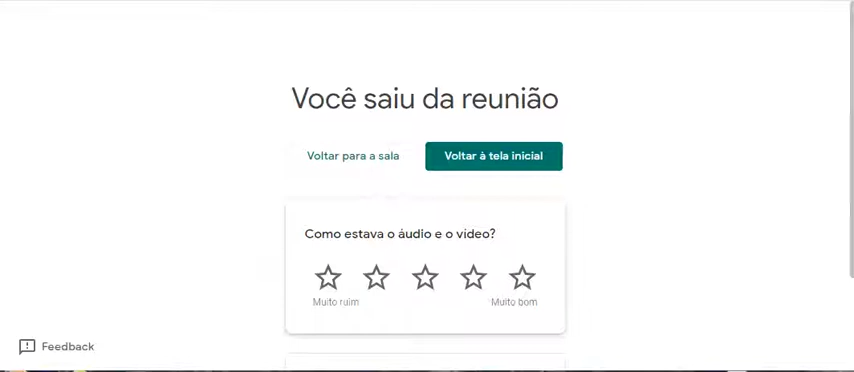 Você saiu da reunião
Voltar para a sala
Voltar à tela inicial
Como estava o áudio e o vídeo?
Muito ruim
Muito bom
Feedback